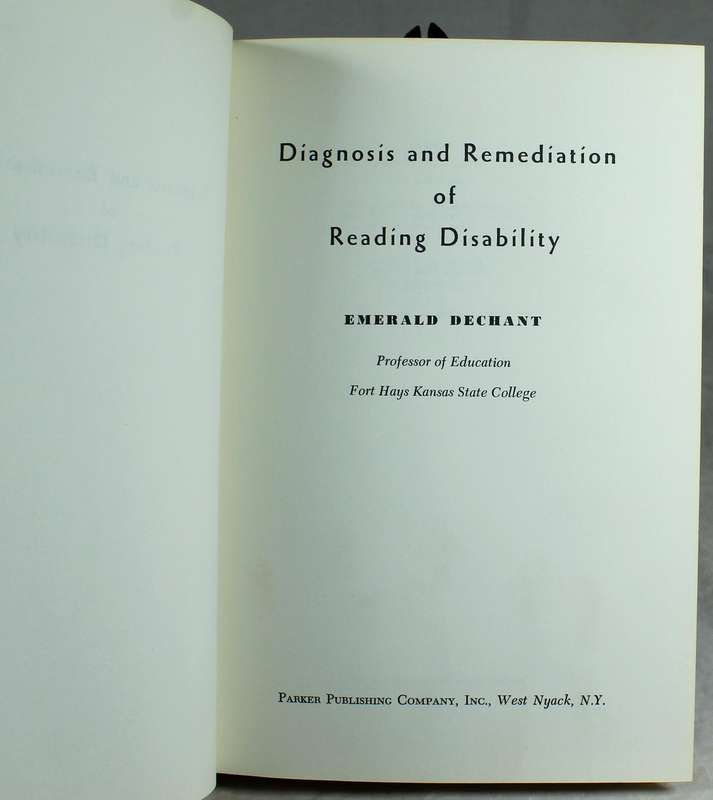 Diagnosis and Remediation
of
Reading Disability
EMERALD DECHANT
Professor of Education
Fort Hays Kansas State College
PARKER PUBLISHING COMPANY, INC., West Nyack, N.Y.